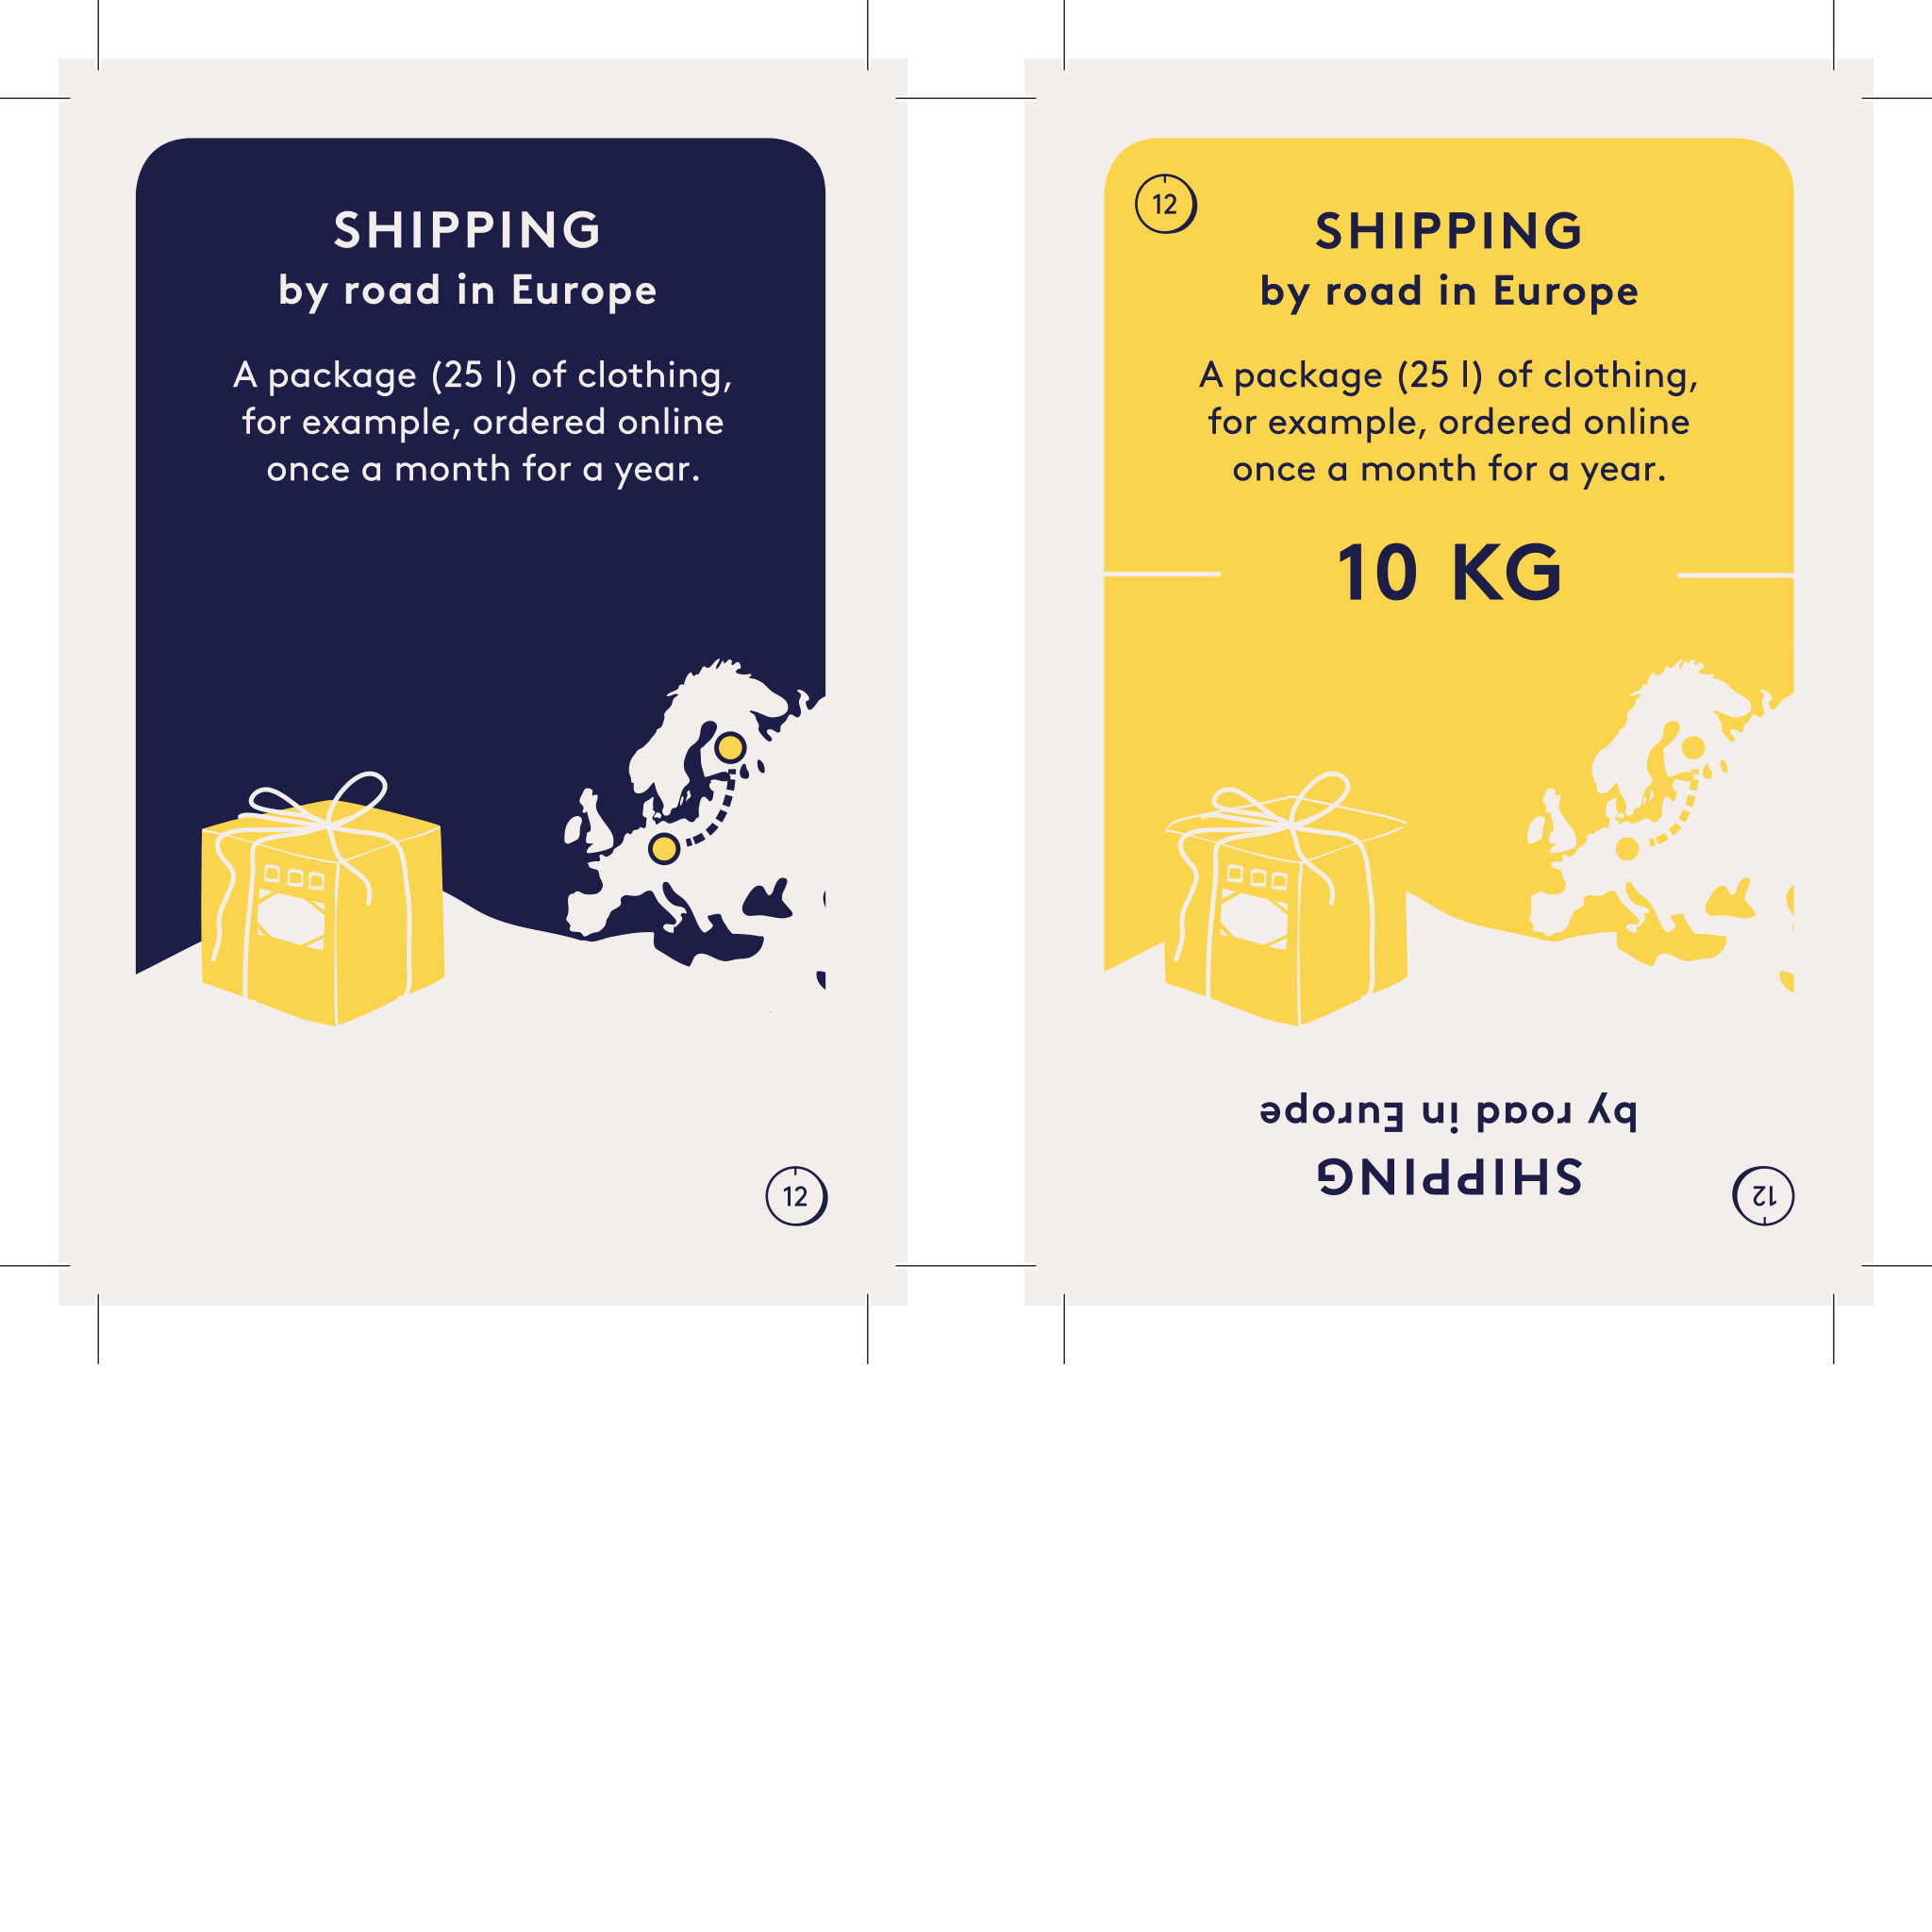 SHIPPING
by road in Europe
A package (25 l) of clothing,
for example, ordered online
once a month for a year.
12
12
SHIPPING
by road in Europe
A package (25 l) of clothing,
for example, ordered online
once a month for a year.
10 KG
by road in Europe
SHIPPING
12